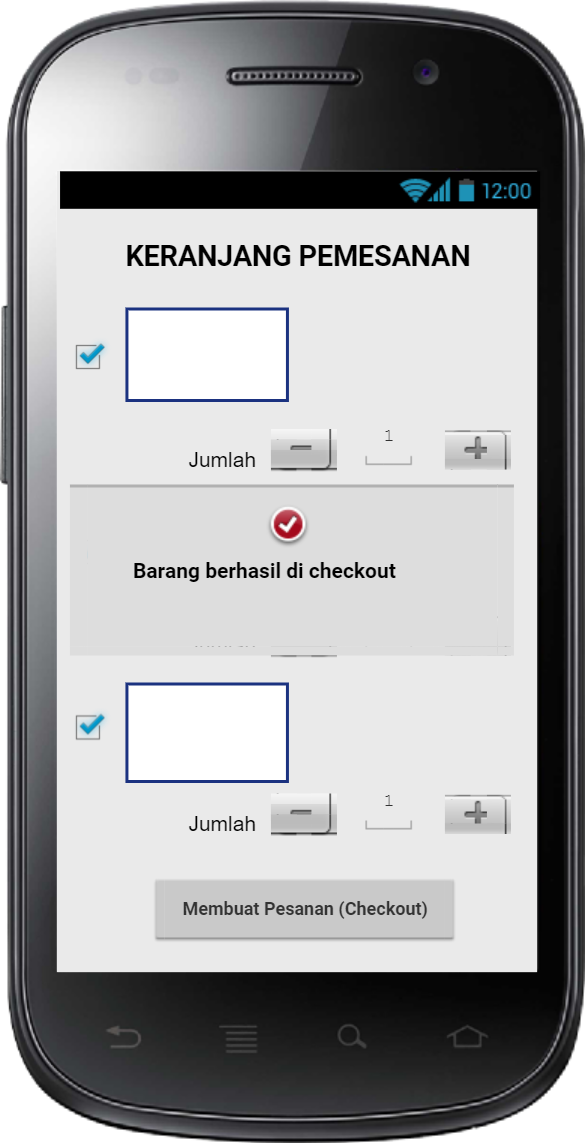 12:00
KERANJANG PEMESANAN
Jumlah
1
Barang berhasil di checkout
Jumlah
1
Membuat Pesanan (Checkout)